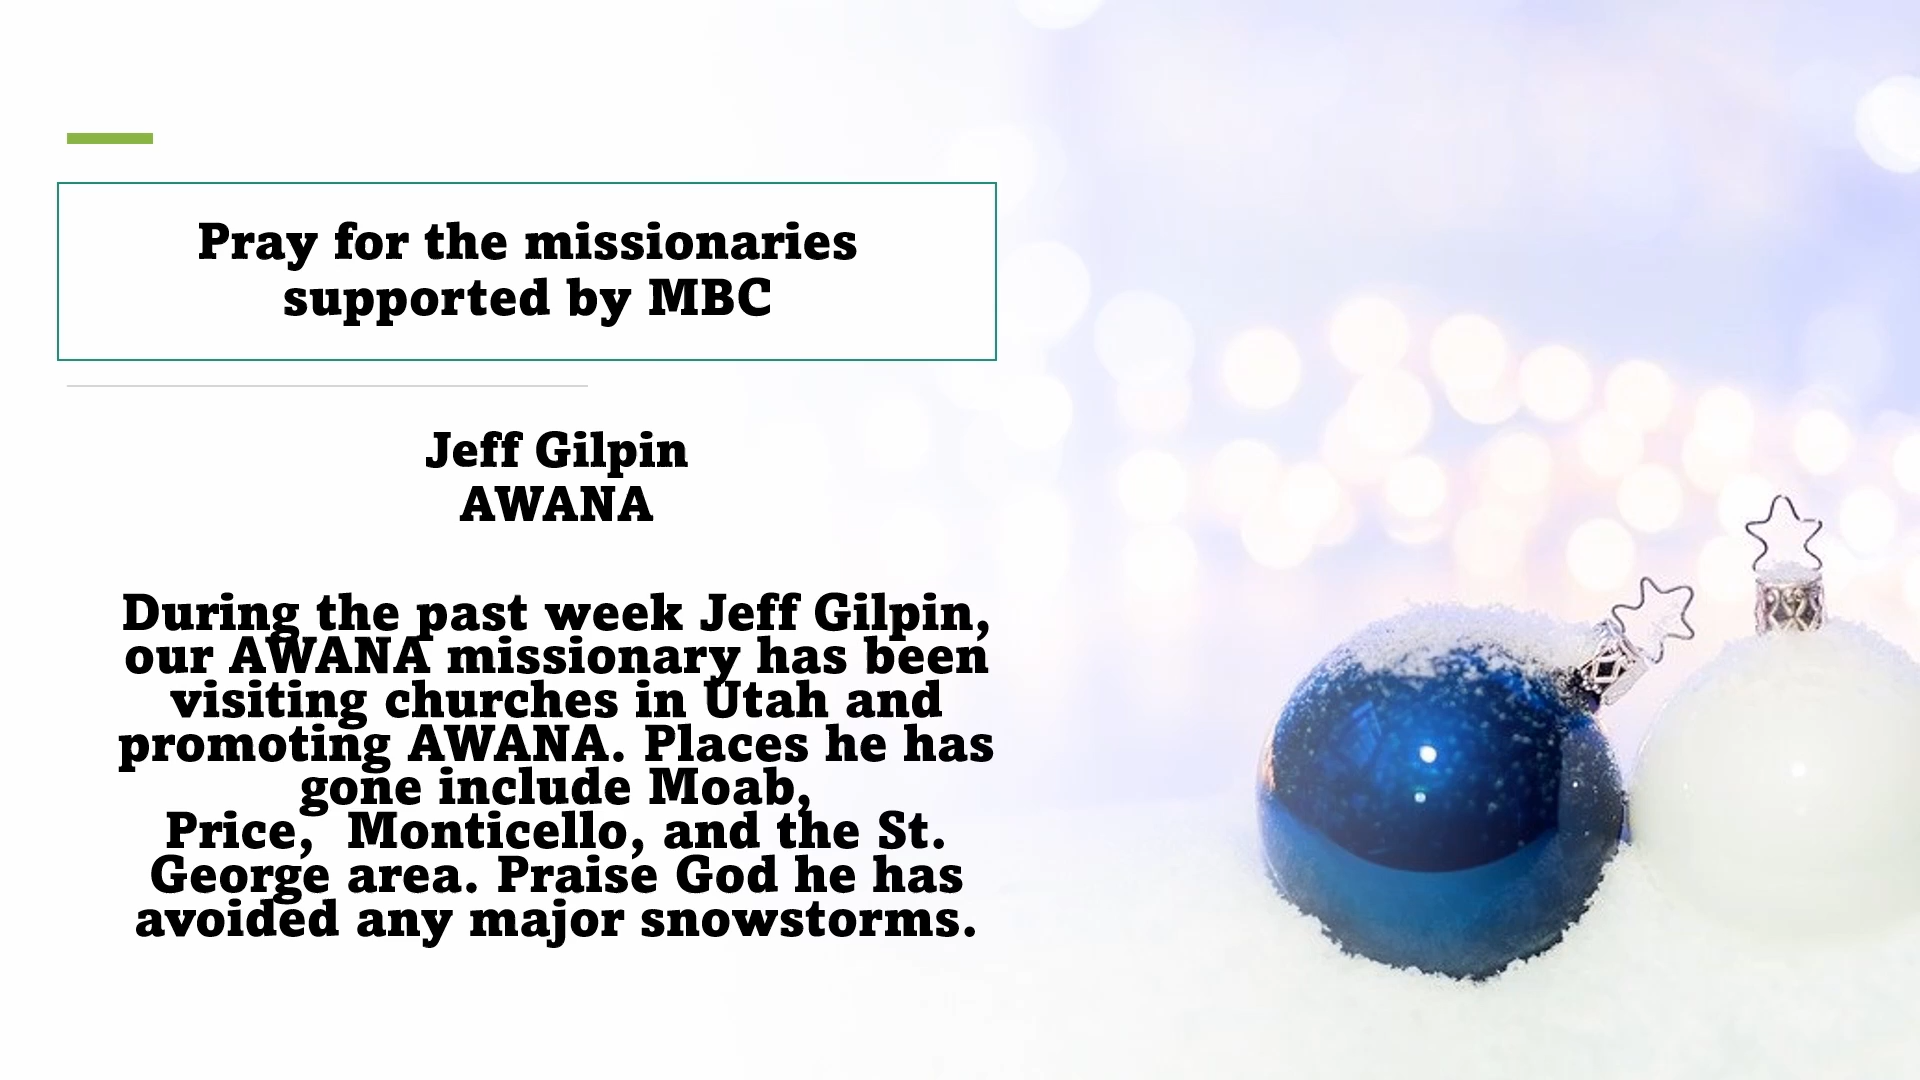 Pray for the missionaries
supported by MBC
Jeff Gilpin
AWANA
During the past week Jeff Gilpin,
our AWANA missionary has been
visiting churches in Utah and
promoting AWANA. Places he has
gone include Moab,
Price,  Monticello, and the St.
George area. Praise God he has
avoided any major snowstorms.